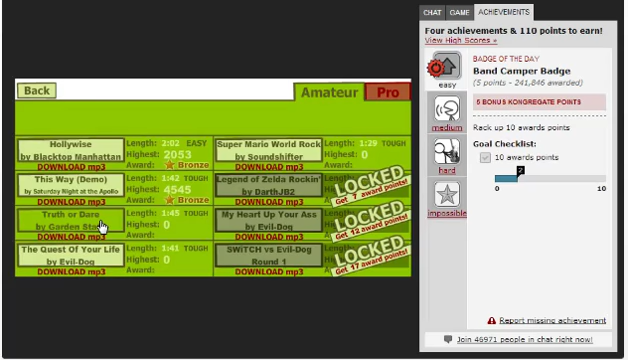 CHAT GAME ACHIEVEMENTS
Four achievements & 110 points to earn!
View High Scores »
BADGE OF THE DAY
Band Camper Badge
(5 points - 241,846 awarded)
5 BONUS KONGREGATE POINTS
Rack up 10 awards points
Goal Checklist:
10 awards points
2
0 10
easy
medium
hard
impossible
Report missing achievement
Join 46971 people in chat right now!
Back
Amateur Pro
Hollywise
by Blacktop Manhattan
DOWNLOAD mp3
Length: 2:02 EASY
Highest: 2053
Award: Bronze
This Way (Demo)
by Saturday Night at the Apollo
DOWNLOAD mp3
Length: 1:42 TOUGH
Highest: 4545
Award: Bronze
Truth or Dare
by Garden
DOWNLOAD mp3
Length: 1:45 TOUGH
Highest: 0
Award:
The Quest Of Your Life
by Evil-Dog
DOWNLOAD mp3
Length: 1:41 TOUGH
Highest: 0
Award:
Super Mario World Rock
by Soundshifter
DOWNLOAD mp3
Length: 1:29 TOUGH
Highest: 0
Award:
Legend of Zelda Rockin'
by DarthJB2
DOWNLOAD mp3
LOCKED
Get 7 award points!
My Heart Up Your Ass
by Evil-Dog
DOWNLOAD mp3
LOCKED
Get 12 award points!
SWiTCH vs Evil-Dog
Round 1
DOWNLOAD mp3
LOCKED
Get 17 award points!